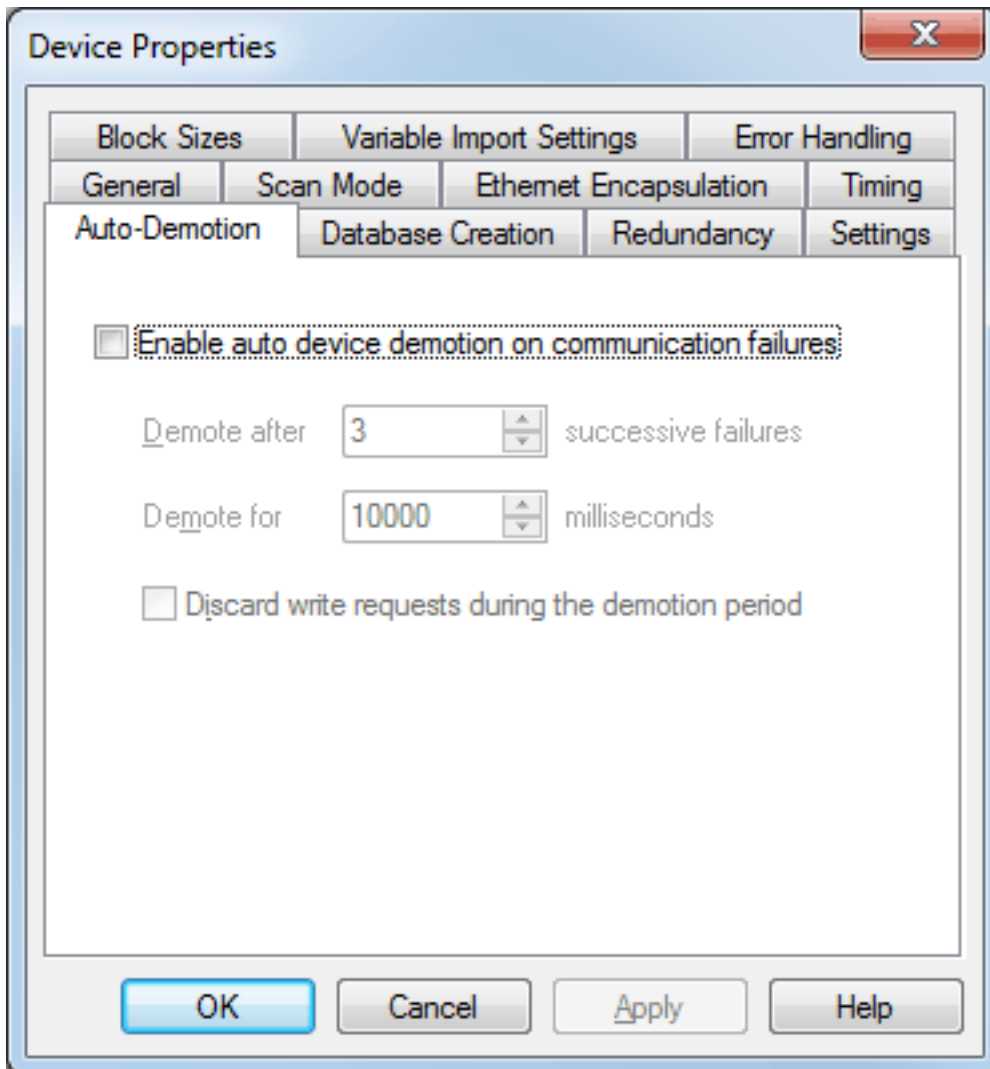 Device Properties
Block Sizes Variable Import Settings Error Handling
General Scan Mode Ethernet Encapsulation Timing
Auto-Demotion Database Creation Redundancy Settings
Enable auto device demotion on communication failures
Demote after 3 successive failures
Demote for 10000 milliseconds
Discard write requests during the demotion period
OK Cancel Apply Help